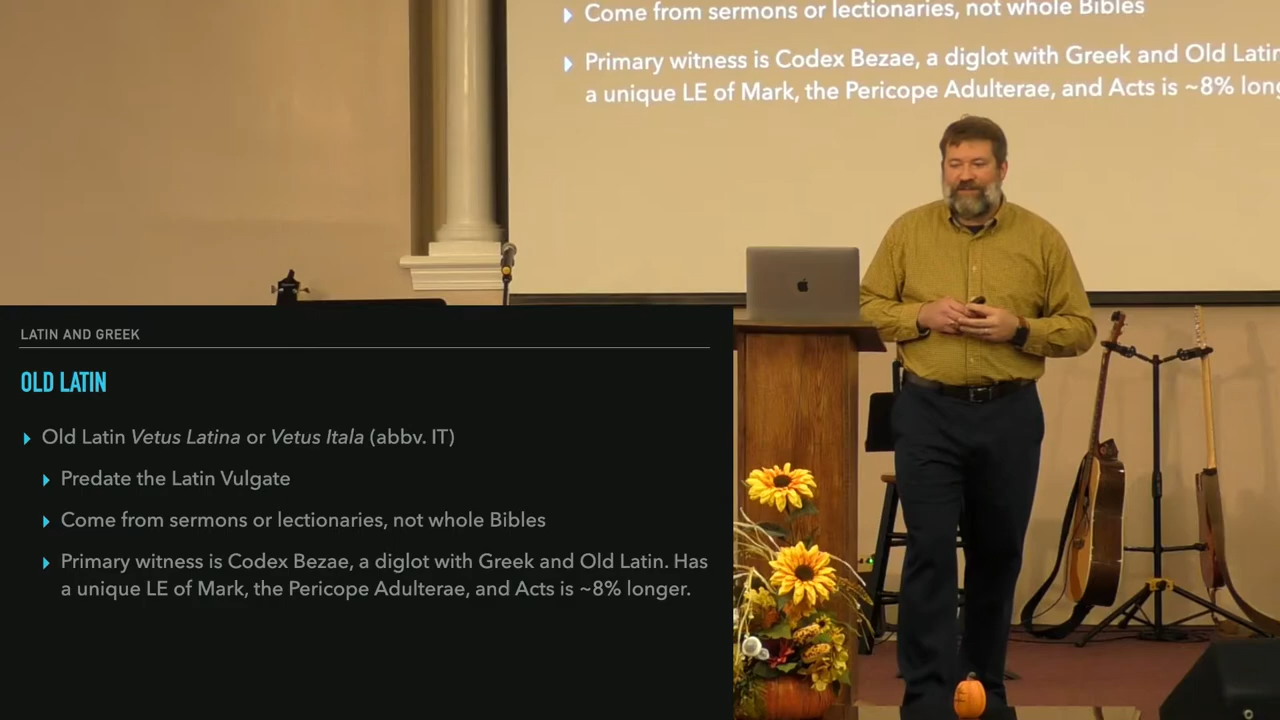 Come from sermons or lectionaries, not whole Bibles
Primary witness is Codex Bezae, a diglot with Greek and Old
a unique LE of Mark, the Pericope Adulterae, and Acts is ~8%
LATIN AND GREEK
OLD LATIN
Old Latin Vetus Latina or Vetus Itala (abbv. IT)
Predate the Latin Vulgate
Come from sermons or lectionaries, not whole Bibles
Primary witness is Codex Bezae, a diglot with Greek and Old Latin. Has
a unique LE of Mark, the Pericope Adulterae, and Acts is ~8% longer.